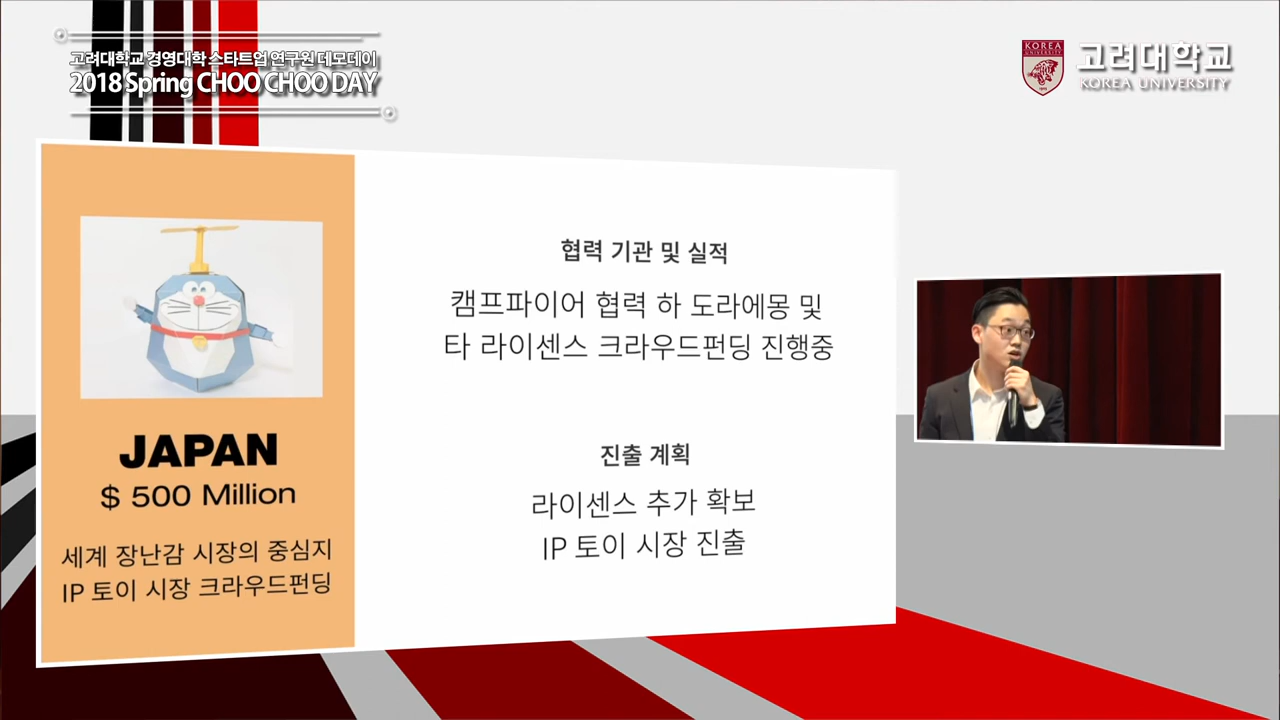 고려대학교 경영대학 스타트업 연구원 데모데이
2018 Spring CHOO CHOO DAY
KOREA
UNIVERSITY
고려대학교
KOREA UNIVERSITY
JAPAN
$ 500 Million
세계 장난감 시장의 중심지
IP 토이 시장 크라우드펀딩
협력 기관 및 실적
캠프파이어 협력 하 도라에몽 및
타 라이센스 크라우드펀딩 진행중
진출 계획
라이센스 추가 확보
IP 토이 시장 진출